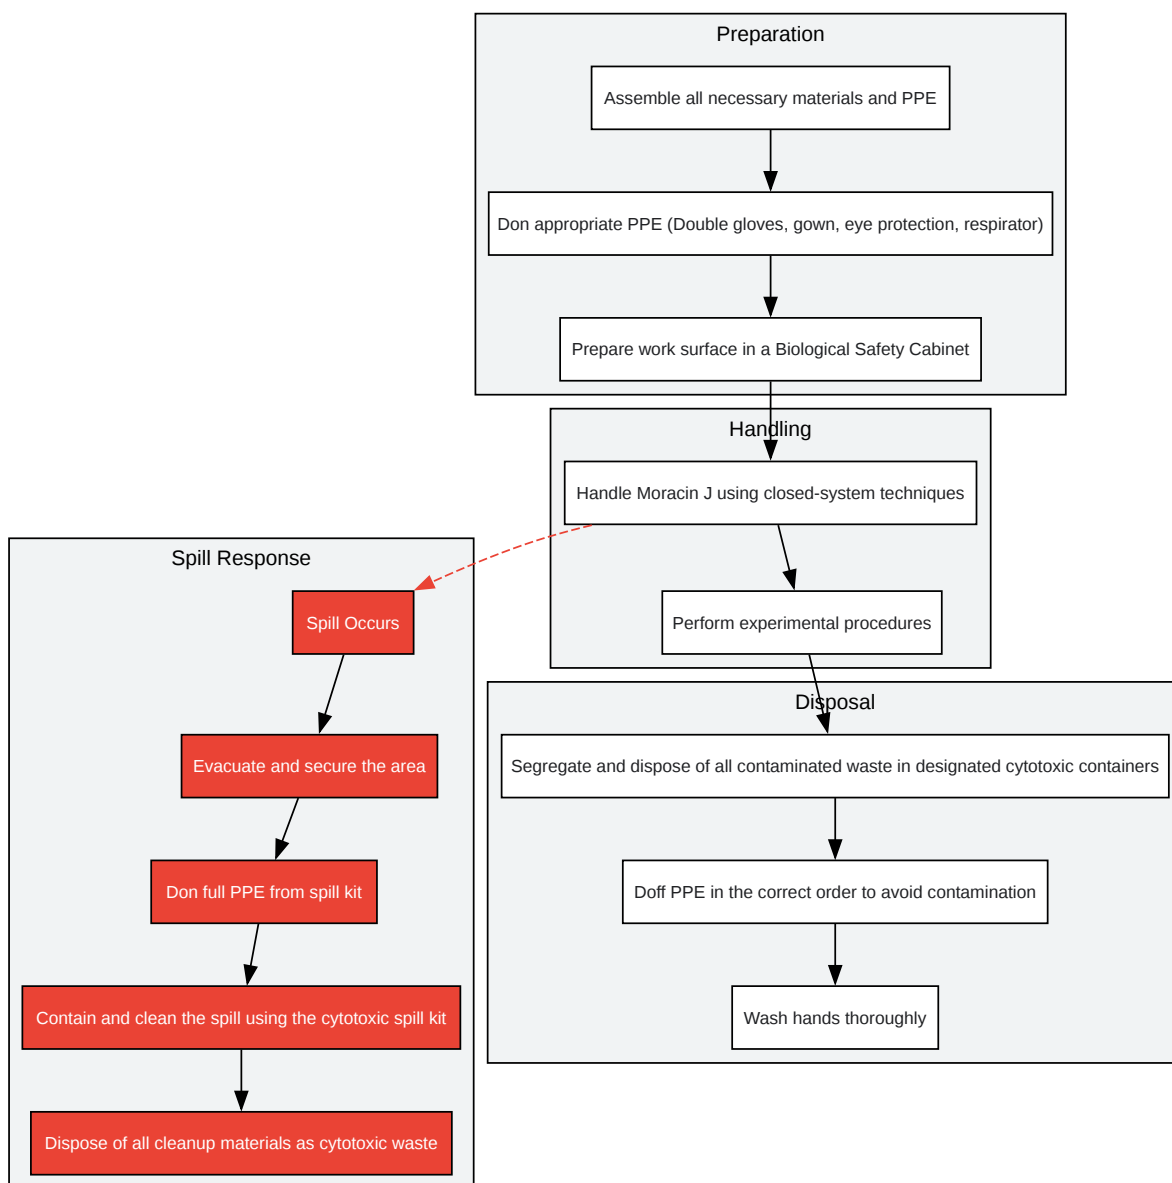 Preparation
Assemble all necessary materials and PPE
Don appropriate PPE (Double gloves, gown, eye protection, respirator)
Prepare work surface in a Biological Safety Cabinet
Handling
Handle Moracin J using closed-system techniques
Perform experimental procedures
Spill Response
Spill Occurs
Evacuate and secure the area
Don full PPE from spill kit
Contain and clean the spill using the cytotoxic spill kit
Dispose of all cleanup materials as cytotoxic waste
Disposal
Segregate and dispose of all contaminated waste in designated cytotoxic containers
Doff PPE in the correct order to avoid contamination
Wash hands thoroughly